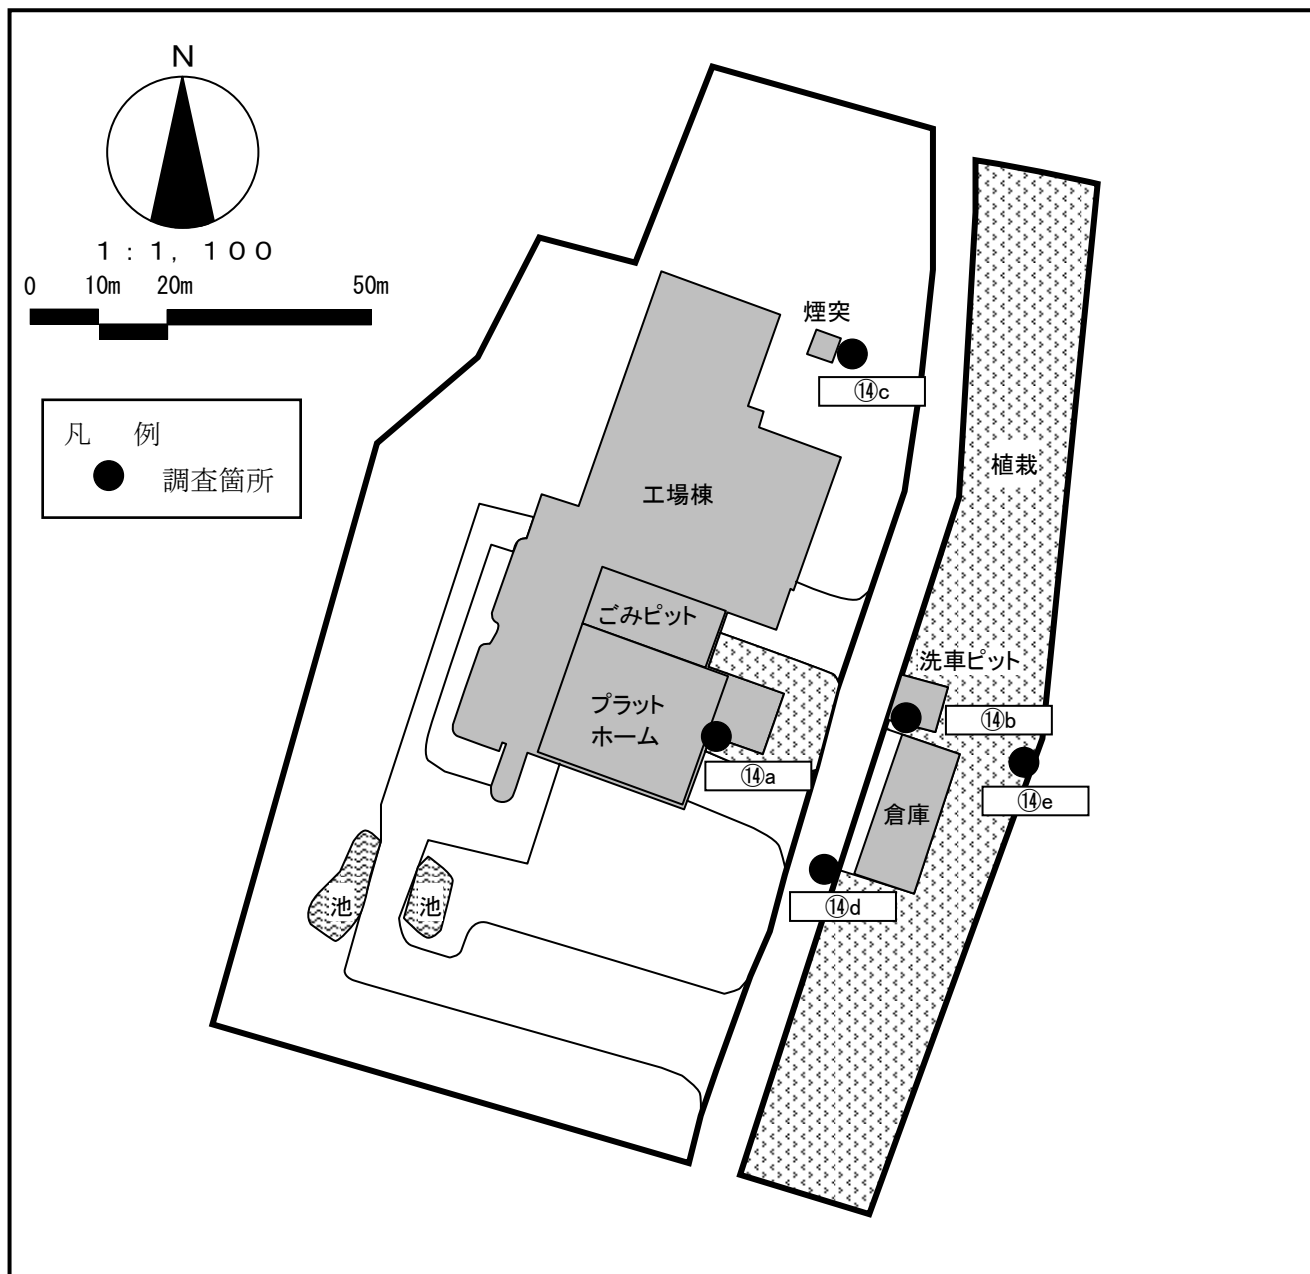 N
1:1,100
0 10m 20m 50m
凡 例
調査箇所
煙突
⑭c
植栽
工場棟
ごみピット
洗車ピット
プラット
ホーム
⑭b
⑭a
⑭e
倉庫
池
池
⑭d